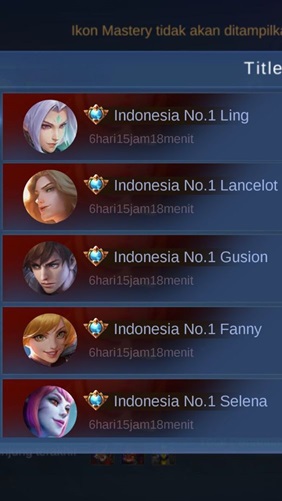 Ikon Mastery tidak akan ditampilka
Title
Indonesia No.1 Ling
6hari15jam18menit
Indonesia No.1 Lancelot
6hari15jam18menit
Indonesia No.1 Gusion
6hari15jam18menit
Indonesia No.1 Fanny
6hari15jam18menit
Indonesia No.1 Selena
6hari15jam18menit